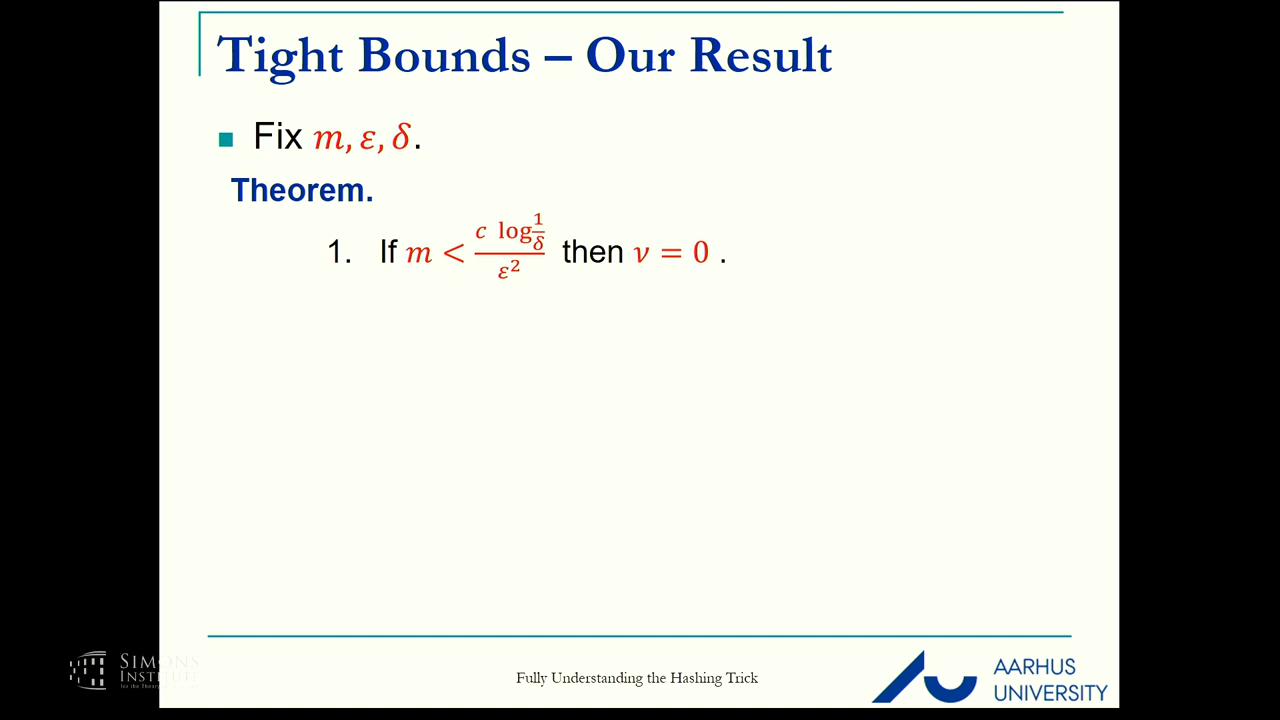 Tight Bounds – Our Result
Fix m, ε, δ.
Theorem.
1. If m < (c log 1/δ)/ε² then ν = 0 .
SIMONS
INSTITUTE
Fully Understanding the Hashing Trick
AARHUS
UNIVERSITY